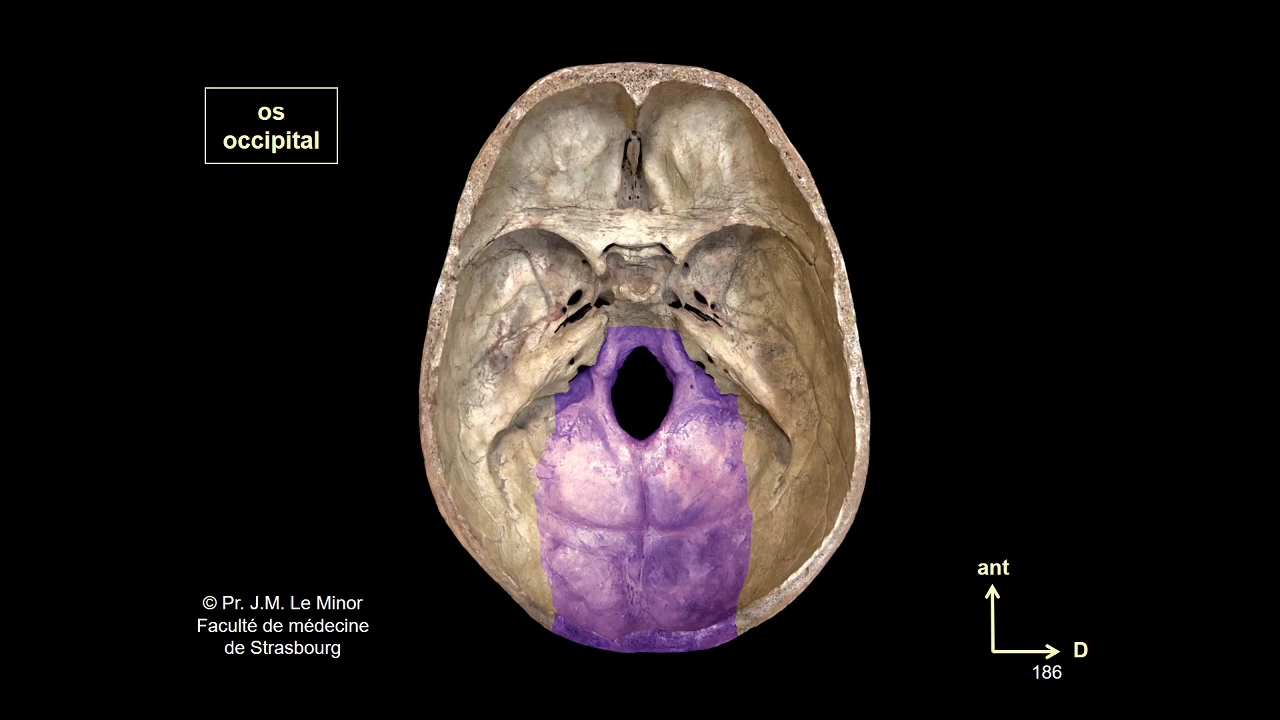 os
occipital
ant
D
186
© Pr. J.M. Le Minor
Faculté de médecine
de Strasbourg